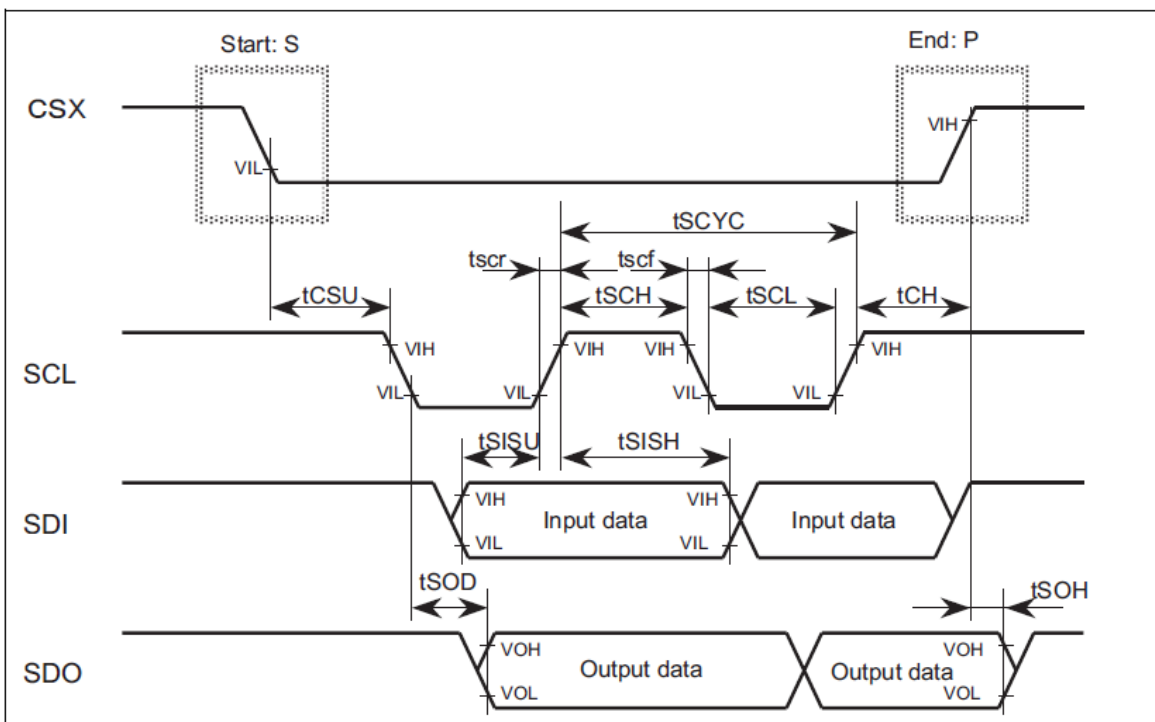 Start: S
End: P
CSX
VIL
VIH
tSCYC
tscr
tscf
tCSU
tSCH
tSCL
tCH
SCL
VIH
VIH
VIH
VIH
VIL
VIL
VIL
VIL
tSISU
tSISH
SDI
VIH
VIH
Input data
Input data
VIL
VIL
tSOD
tSOH
SDO
VOH
VOH
Output data
Output data
VOL
VOL